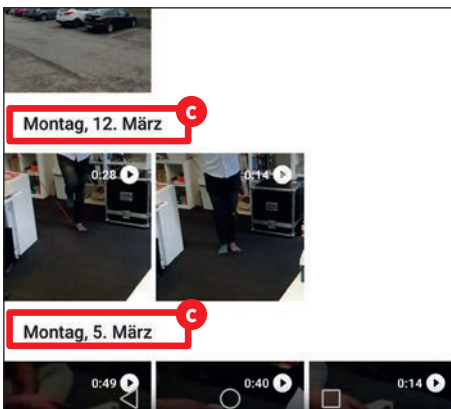 C
Montag, 12. März
0:28 0:14
C
Montag, 5. März
0:49 0:40 0:14